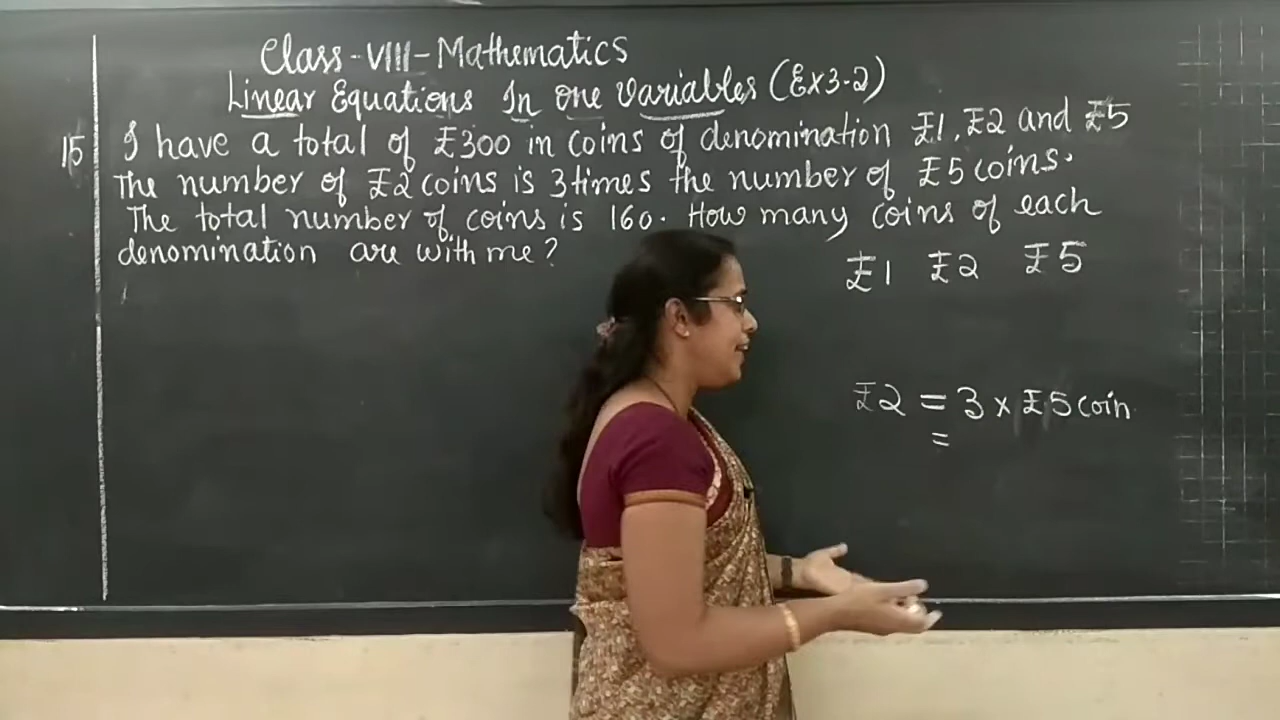 Class-VIII-Mathematics
Linear Equations In one Variables (Ex3-2)
15 I have a total of ₹300 in coins of denomination ₹1, ₹2 and ₹5
The number of ₹2 coins is 3 times the number of ₹5 coins.
The total number of coins is 160. How many coins of each
denomination are with me?
₹1 ₹2 ₹5
₹2 = 3 x ₹5 coin
=